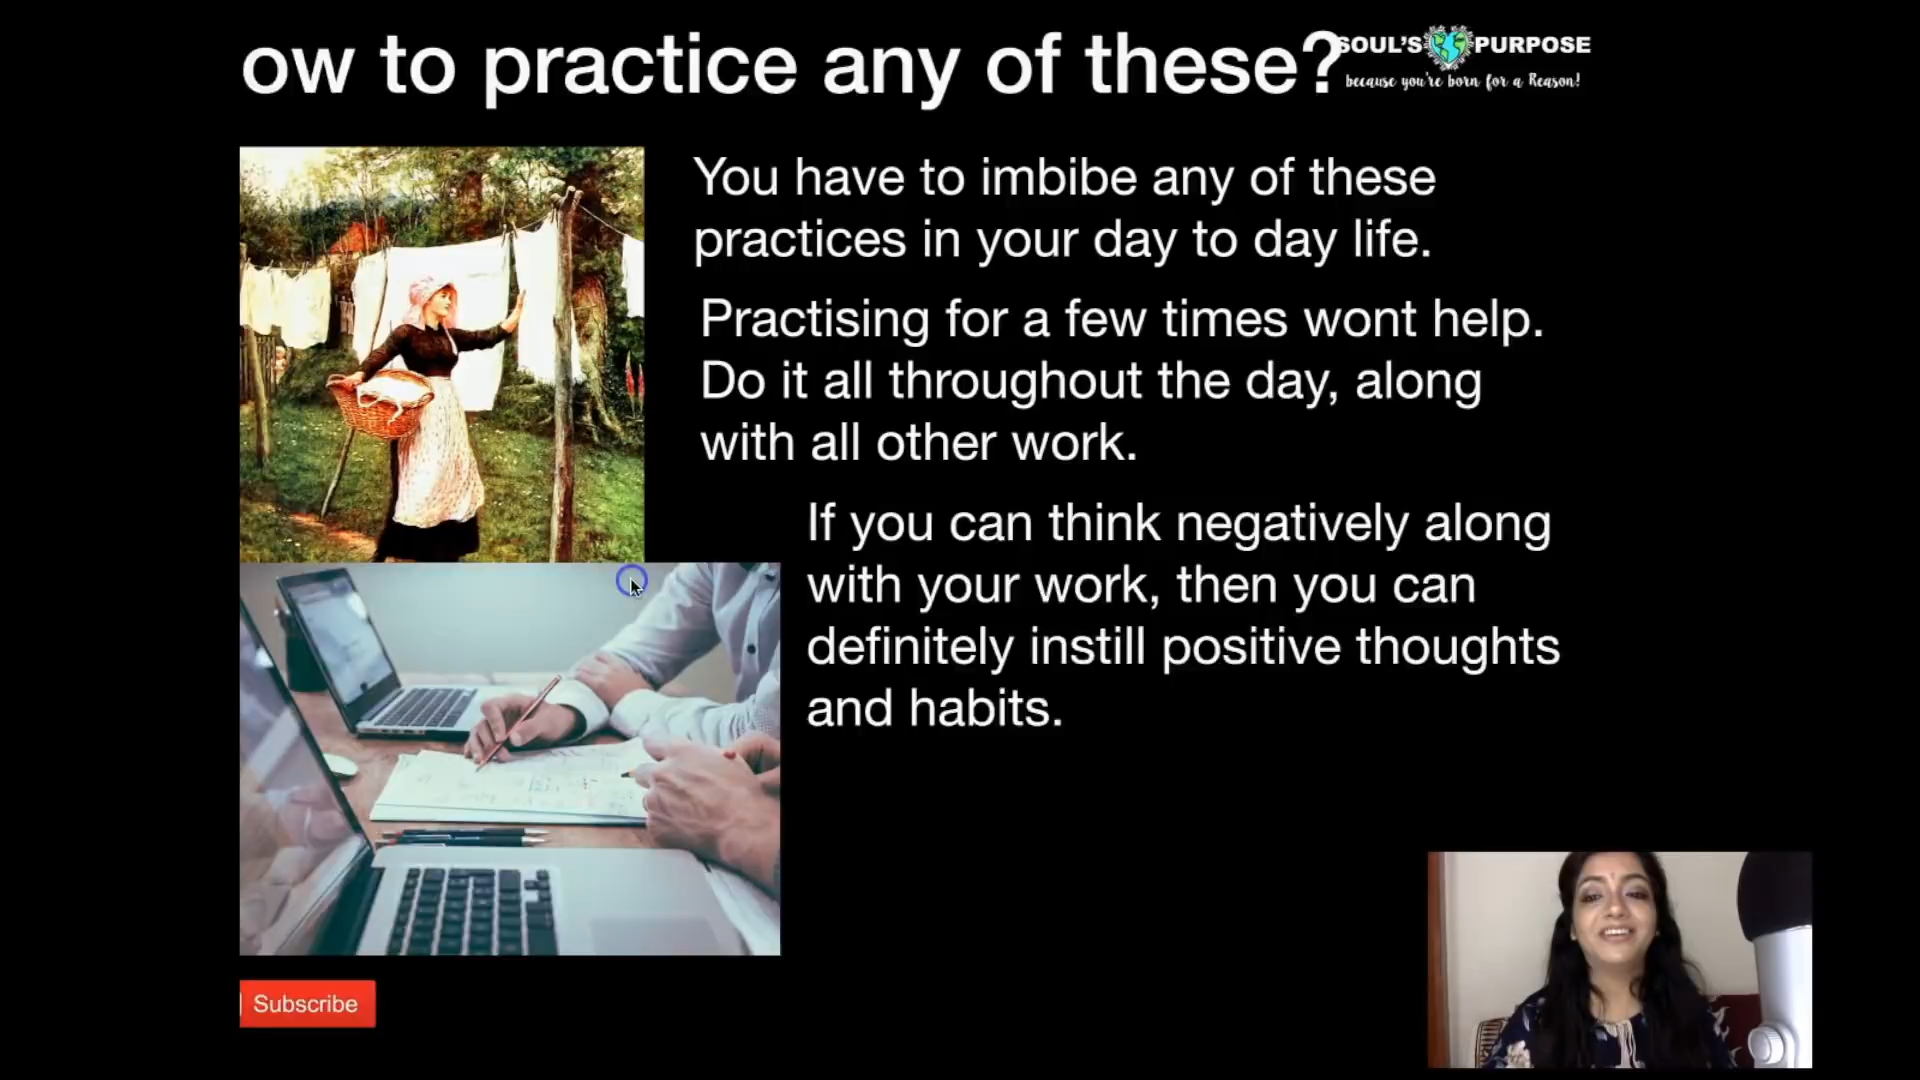 ow to practice any of these?
SOUL'S PURPOSE
because you're born for a Reason!
You have to imbibe any of these
practices in your day to day life.
Practising for a few times wont help.
Do it all throughout the day, along
with all other work.
If you can think negatively along
with your work, then you can
definitely instill positive thoughts
and habits.
Subscribe